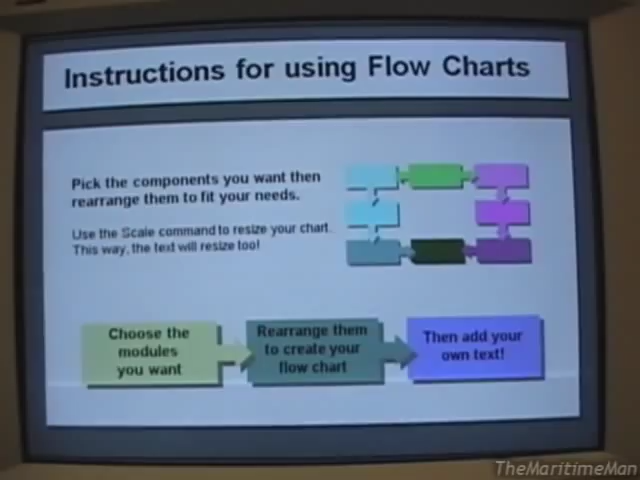 Instructions for using Flow Charts
Pick the components you want then
rearrange them to fit your needs.
Use the Scale command to resize your chart.
This way, the text will resize too!
Choose the
modules
you want
Rearrange them
to create your
flow chart
Then add your
own text!
TheMaritimeMan